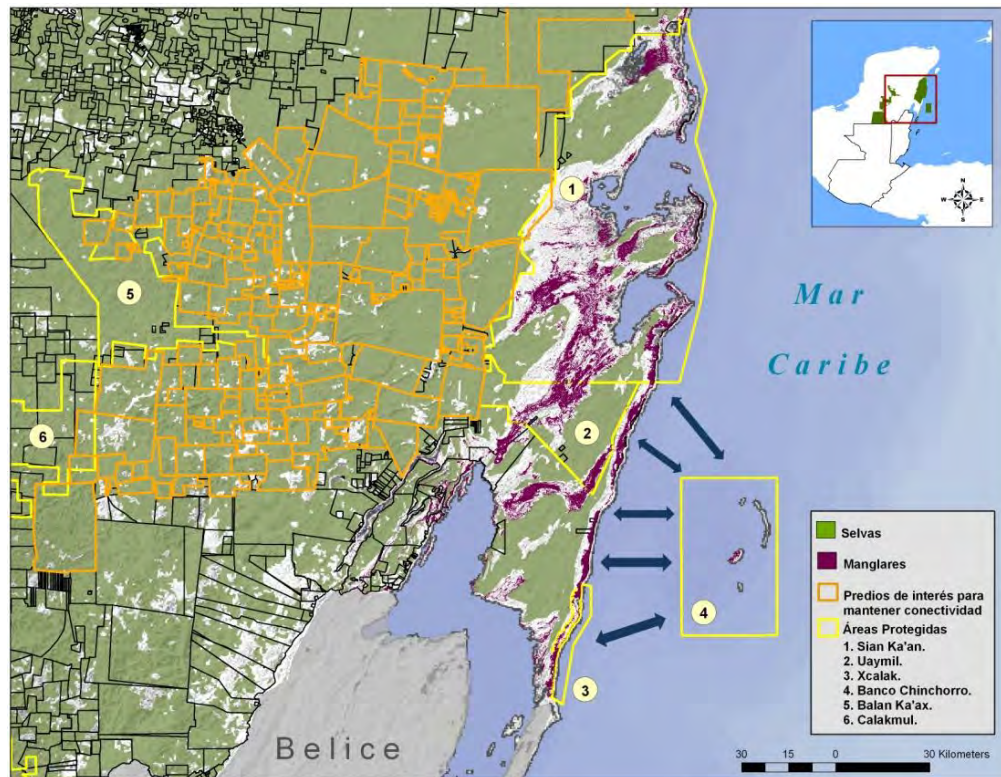 N
W E
S
1
Mar
Caribe
5
6
2
4
3
Belice
Selvas
Manglares
Predios de interés para
mantener conectividad
Áreas Protegidas
1. Sian Ka'an.
2. Uaymil.
3. Xcalak.
4. Banco Chinchorro.
5. Balan Ka'ax.
6. Calakmul.
30 15 0 30 Kilometers